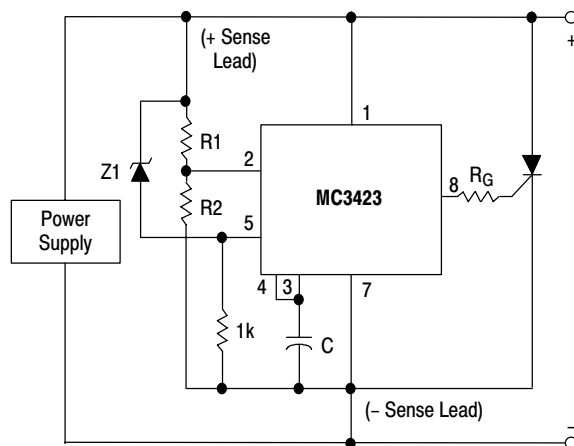 (+ Sense
Lead)
+
1
R1
2
Z1
MC3423
8
RG
R2
Power
Supply
5
4
3
7
1k
C
(– Sense Lead)
–